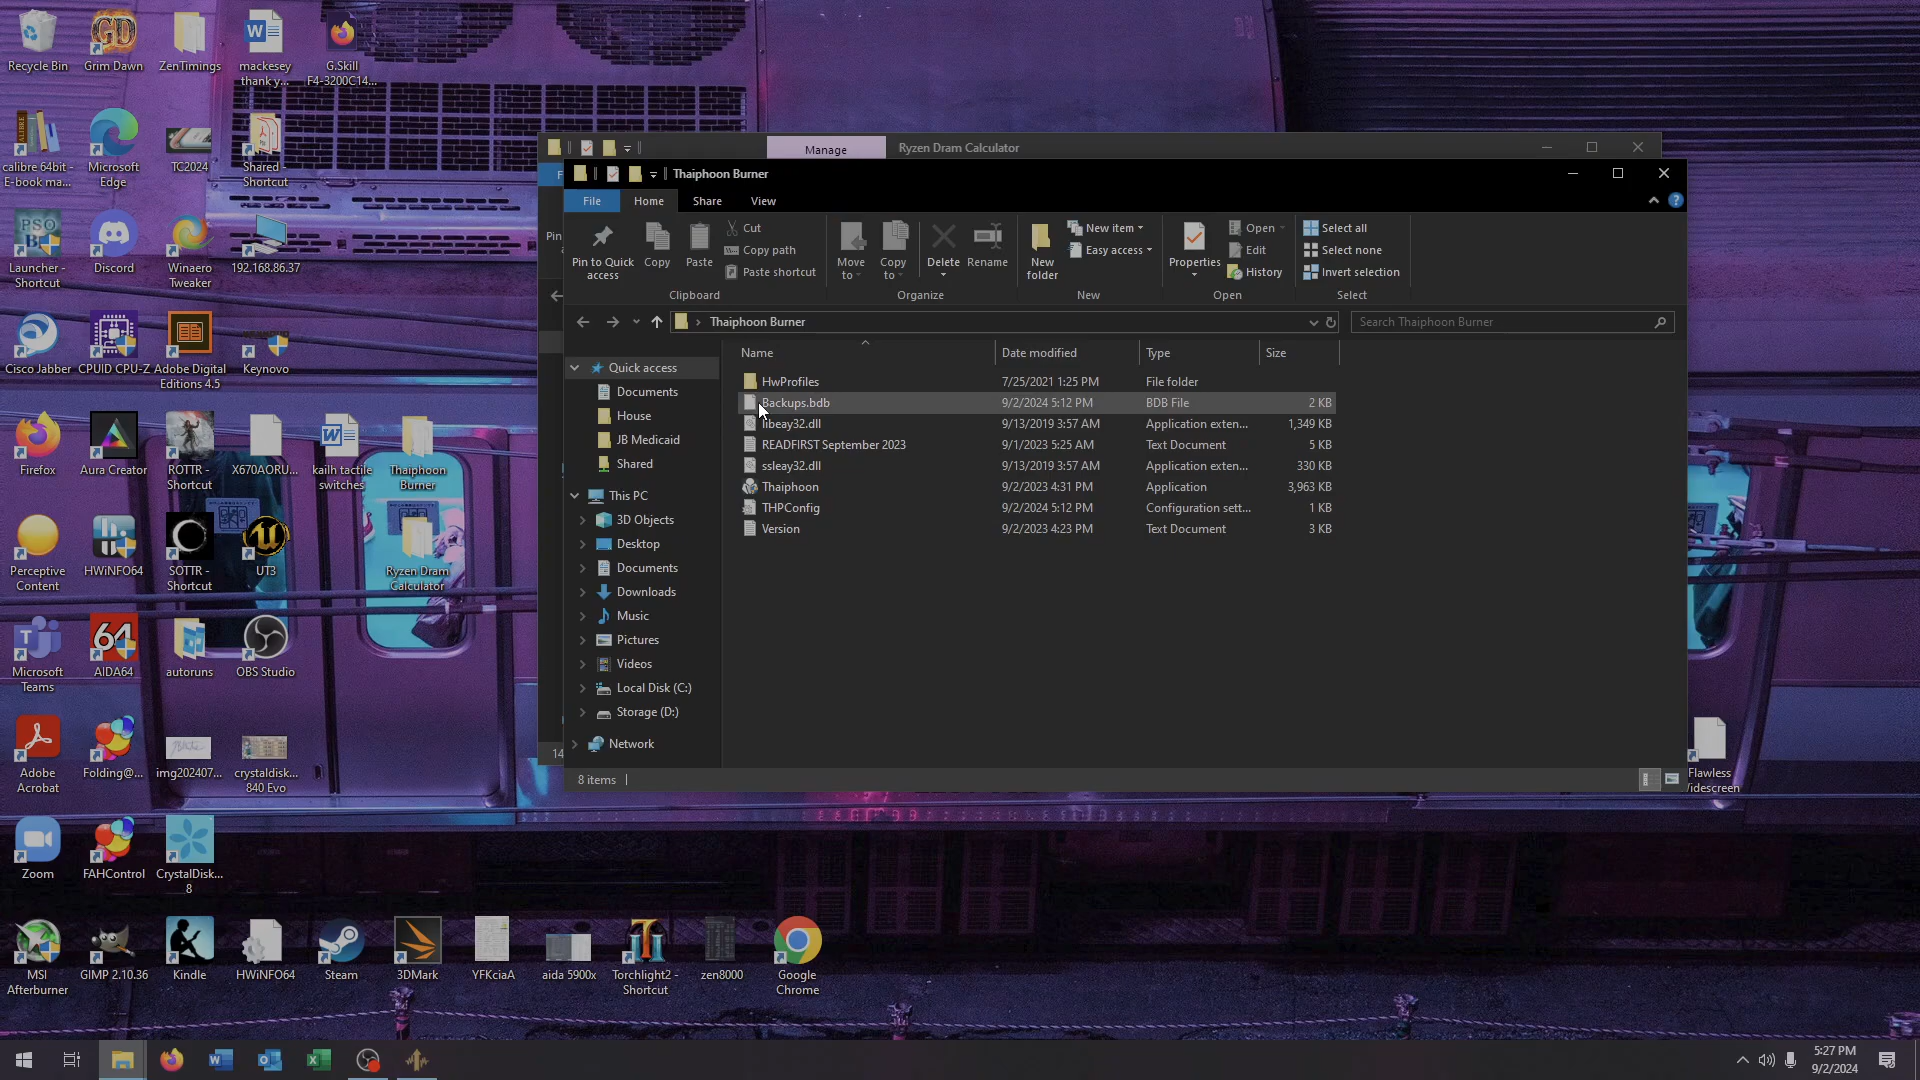 Recycle Bin
Grim Dawn
ZenTimings
mackesey
thank y...
G.Skill
F4-3200C14...
calibre 64bit -
E-book ma...
Microsoft
Edge
TC2024
Shared -
Shortcut
Launcher -
Shortcut
Discord
Winaero
Tweaker
192.168.86.37
Cisco Jabber
CPUID CPU-Z
Adobe Digital
Editions 4.5
Keynovo
Firefox
Aura Creator
ROTTR -
Shortcut
X670AORU...
kailh tactile
switches
Thaiphoon
Burner
Perceptive
Content
HWiNFO64
SOTTR -
Shortcut
UT3
Ryzen Dram
Calculator
Microsoft
Teams
64
AIDA64
autoruns
OBS Studio
Adobe
Acrobat
Folding@...
img202407...
crystaldisk...
840 Evo
Zoom
FAHControl
CrystalDisk...
8
MSI
Afterburner
GIMP 2.10.36
Kindle
HWiNFO64
Steam
3DMark
YFKciaA
aida 5900x
Torchlight2 -
Shortcut
zen8000
Google
Chrome
Flawless
Widescreen
Manage
Ryzen Dram Calculator
Thaiphoon Burner
File
Home
Share
View
Pin to Quick
access
Copy
Paste
Cut
Copy path
Paste shortcut
Clipboard
Move
to
Copy
to
Delete
Rename
Organize
New
folder
New item
Easy access
New
Properties
Open
Edit
History
Open
Select all
Select none
Invert selection
Select
Thaiphoon Burner
Search Thaiphoon Burner
Quick access
Documents
House
JB Medicaid
Shared
This PC
3D Objects
Desktop
Documents
Downloads
Music
Pictures
Videos
Local Disk (C:)
Storage (D:)
Network
Name Date modified Type Size
HwProfiles 7/25/2021 1:25 PM File folder
Backups.bdb 9/2/2024 5:12 PM BDB File 2 KB
libeay32.dll 9/13/2019 3:57 AM Application exten... 1,349 KB
READFIRST September 2023 9/1/2023 5:25 AM Text Document 5 KB
ssleay32.dll 9/13/2019 3:57 AM Application exten... 330 KB
Thaiphoon 9/2/2023 4:31 PM Application 3,963 KB
THPConfig 9/2/2024 5:12 PM Configuration sett... 1 KB
Version 9/2/2023 4:23 PM Text Document 3 KB
8 items
14
5:27 PM
9/2/2024